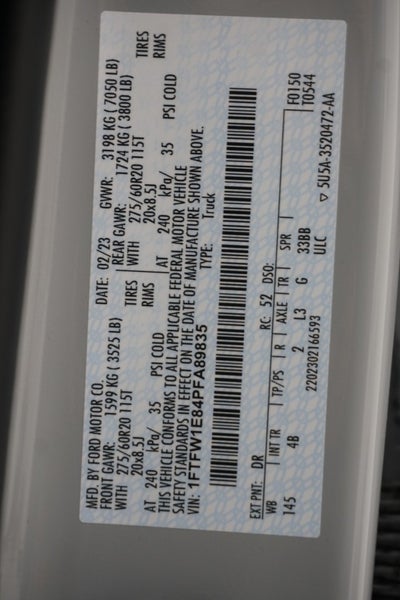 MFD. BY FORD MOTOR CO.
DATE: 02/23 GVWR: 3198 KG (7050 LB)
FRONT GAWR: 1599 KG (3525 LB) REAR GAWR: 1724 KG (3800 LB)
WITH 275/60R20 115T TIRES WITH 275/60R20 115T TIRES
20x8.5J RIMS 20x8.5J RIMS
AT 240 kPa/ 35 PSI COLD AT 240 kPa/ 35 PSI COLD
THIS VEHICLE CONFORMS TO ALL APPLICABLE FEDERAL MOTOR VEHICLE
SAFETY STANDARDS IN EFFECT ON THE DATE OF MANUFACTURE SHOWN ABOVE.
VIN: 1FTFW1E84PFA89835 TYPE: Truck
EXT PNT: DR RC: 52 DSO: F0150
WB INT TR TP/PS R AXLE TR SPR T0544
145 4B 2 L3 G 33BB
2202302166593 ULC
▽ 5U5A-3520472-AA